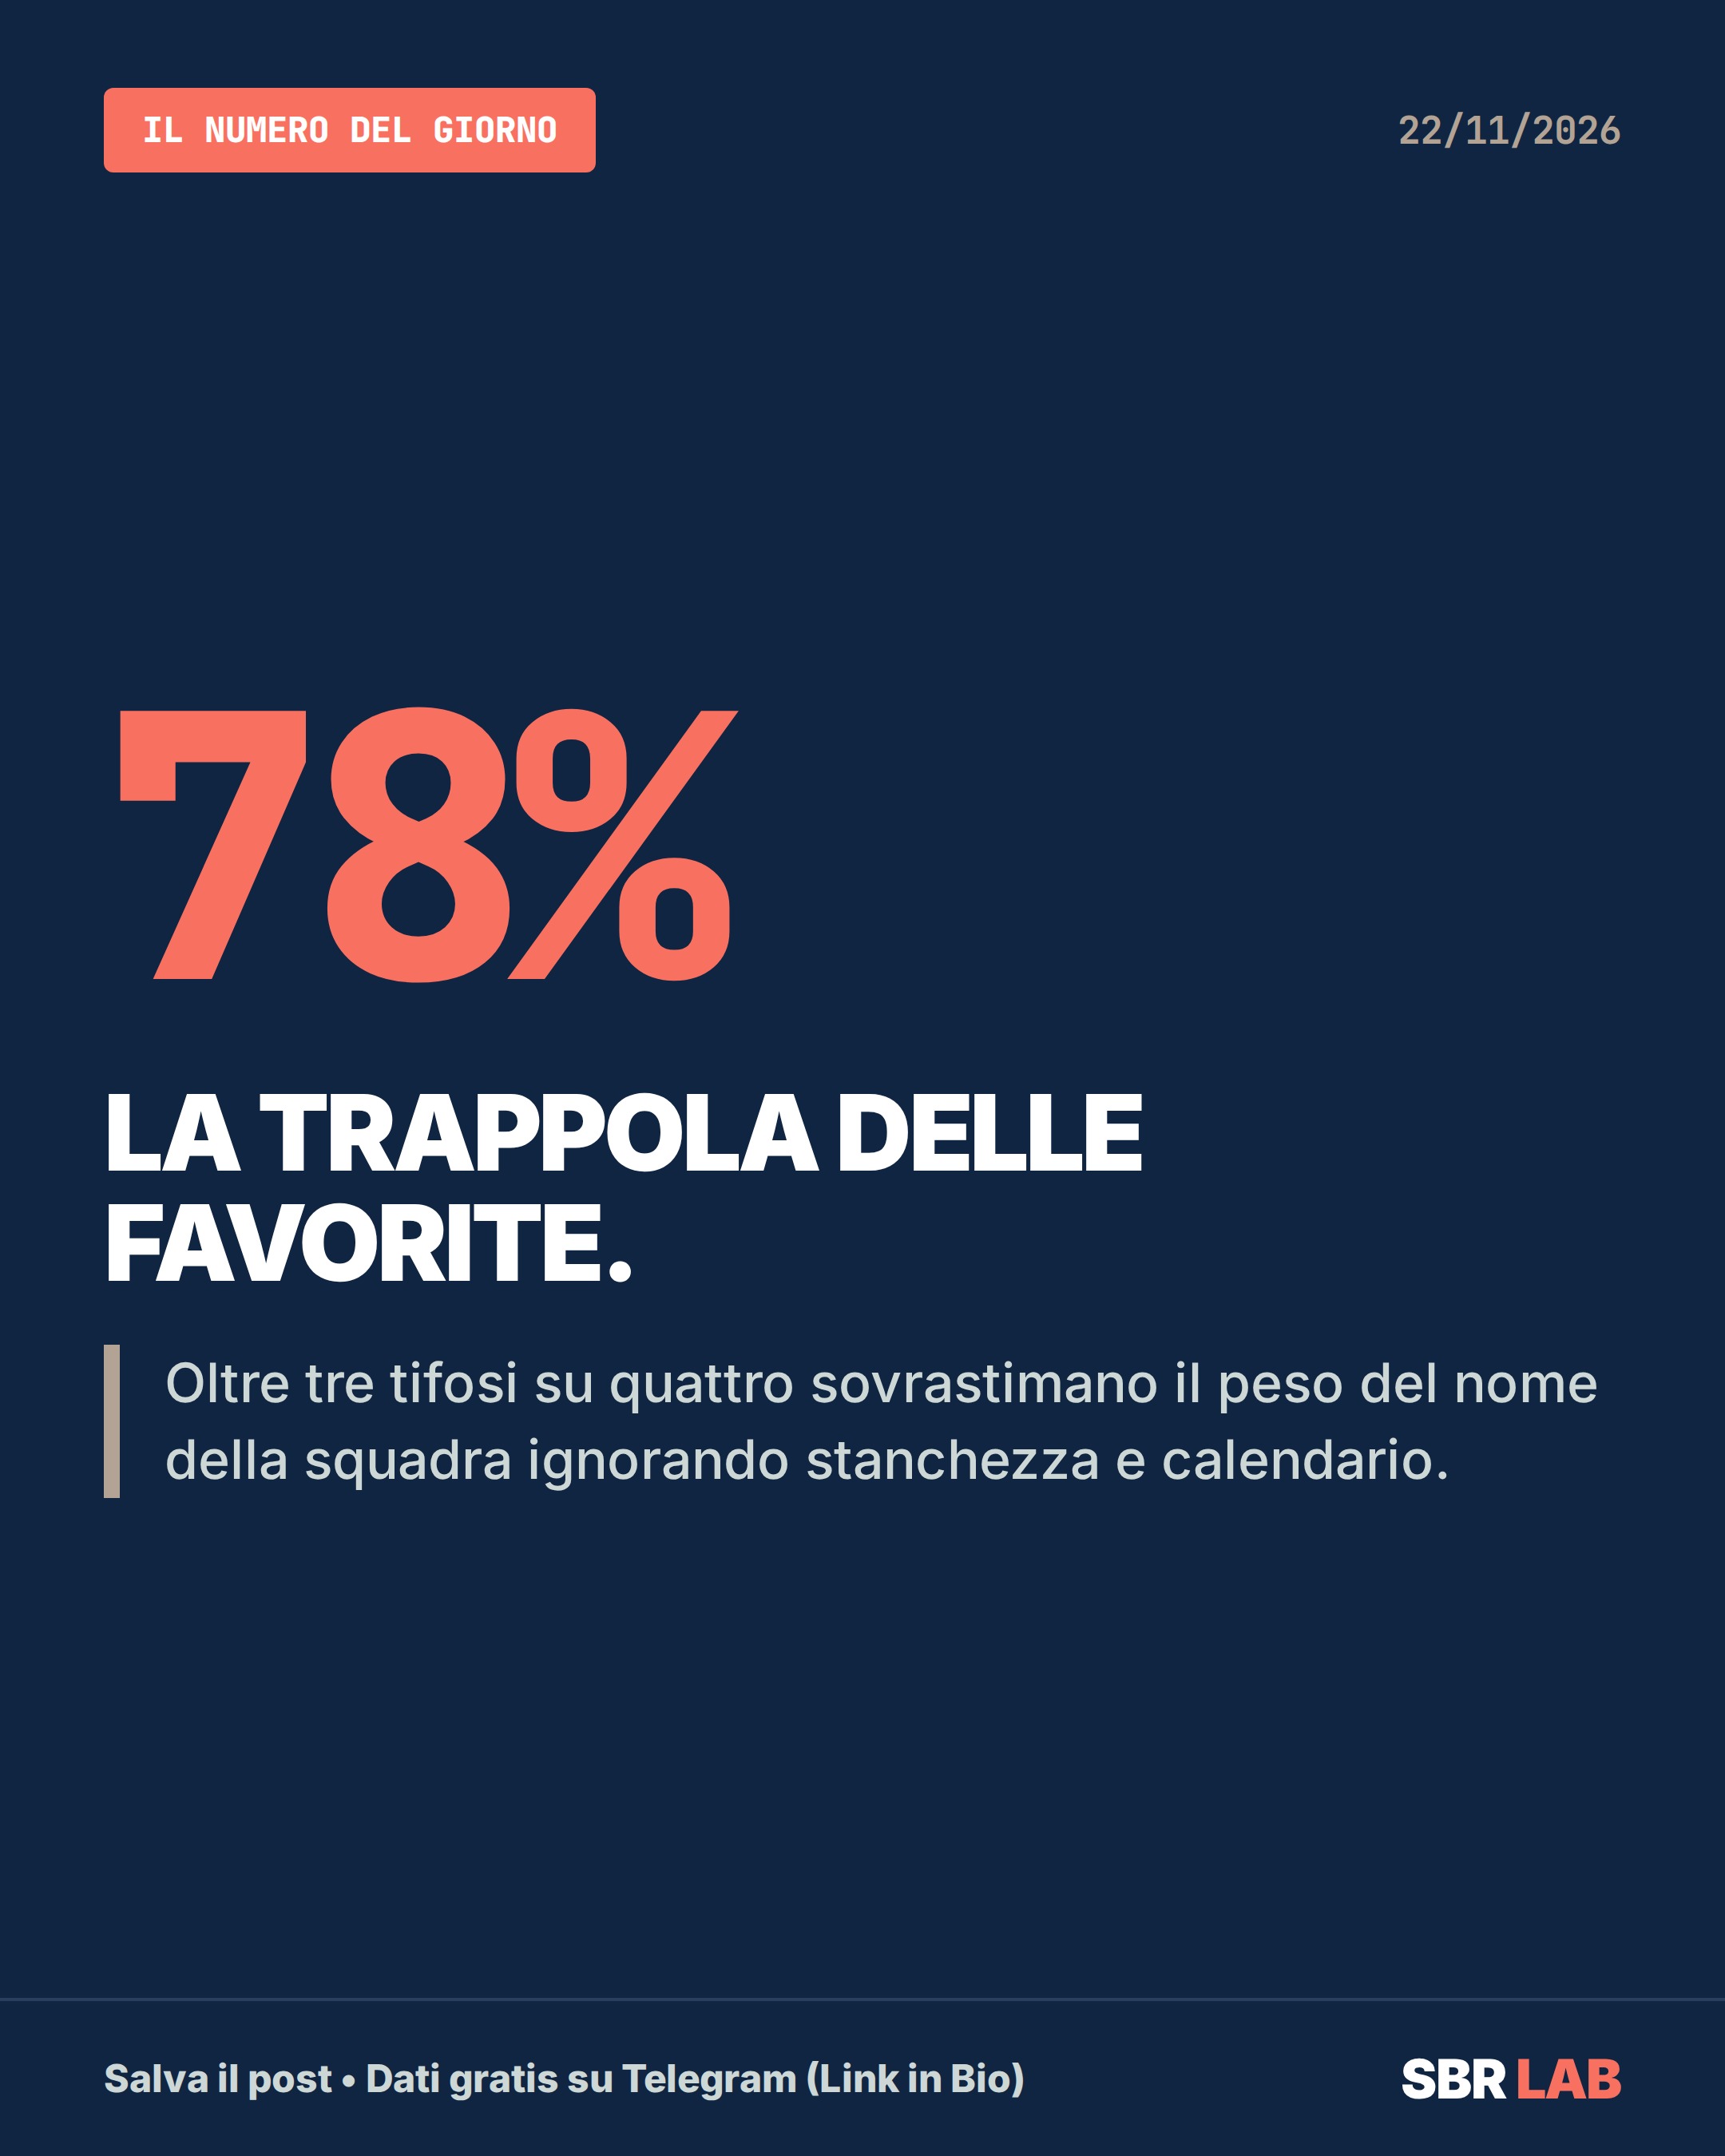 IL NUMERO DEL GIORNO
22/11/2026
78%
LA TRAPPOLA DELLE
FAVORITE.
Oltre tre tifosi su quattro sovrastimano il peso del nome
della squadra ignorando stanchezza e calendario.
Salva il post • Dati gratis su Telegram (Link in Bio)
SBR LAB